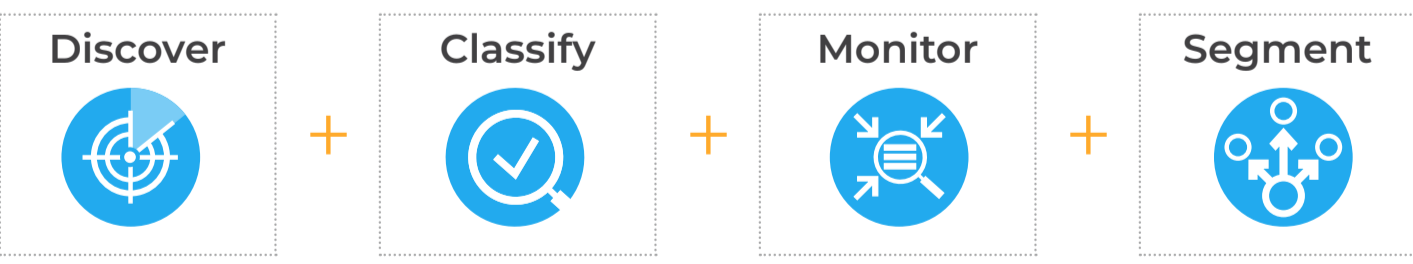 Discover + Classify + Monitor + Segment